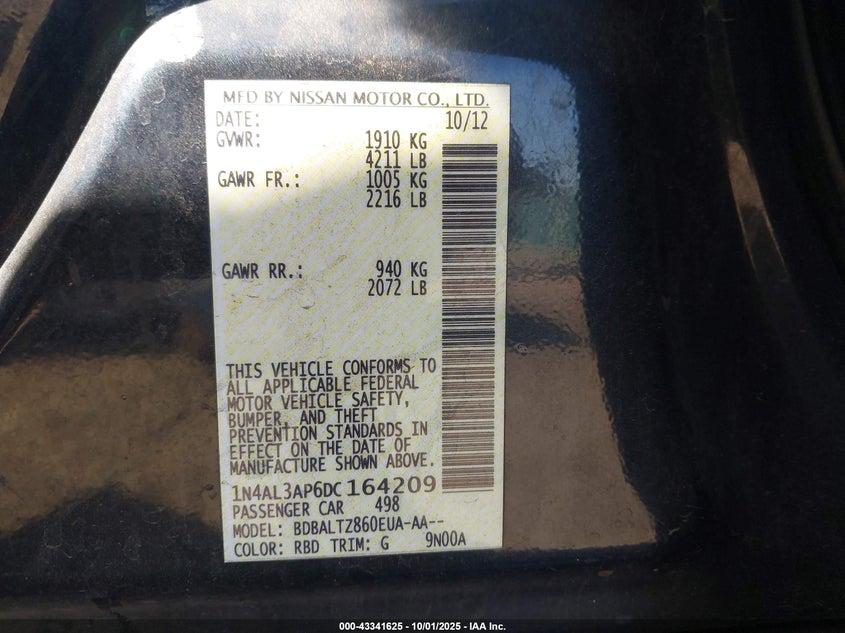 MFD BY NISSAN MOTOR CO., LTD.
DATE: 10/12
GVWR: 1910 KG
4211 LB
GAWR FR.: 1005 KG
2216 LB
GAWR RR.: 940 KG
2072 LB
THIS VEHICLE CONFORMS TO
ALL APPLICABLE FEDERAL
MOTOR VEHICLE SAFETY,
BUMPER, AND THEFT
PREVENTION STANDARDS IN
EFFECT ON THE DATE OF
MANUFACTURE SHOWN ABOVE.
1N4AL3AP6DC164209
PASSENGER CAR 498
MODEL: BDBALTZ860EUA-AA--
COLOR: RBD TRIM: G 9N00A
000-43341625 - 10/01/2025 - IAA Inc.